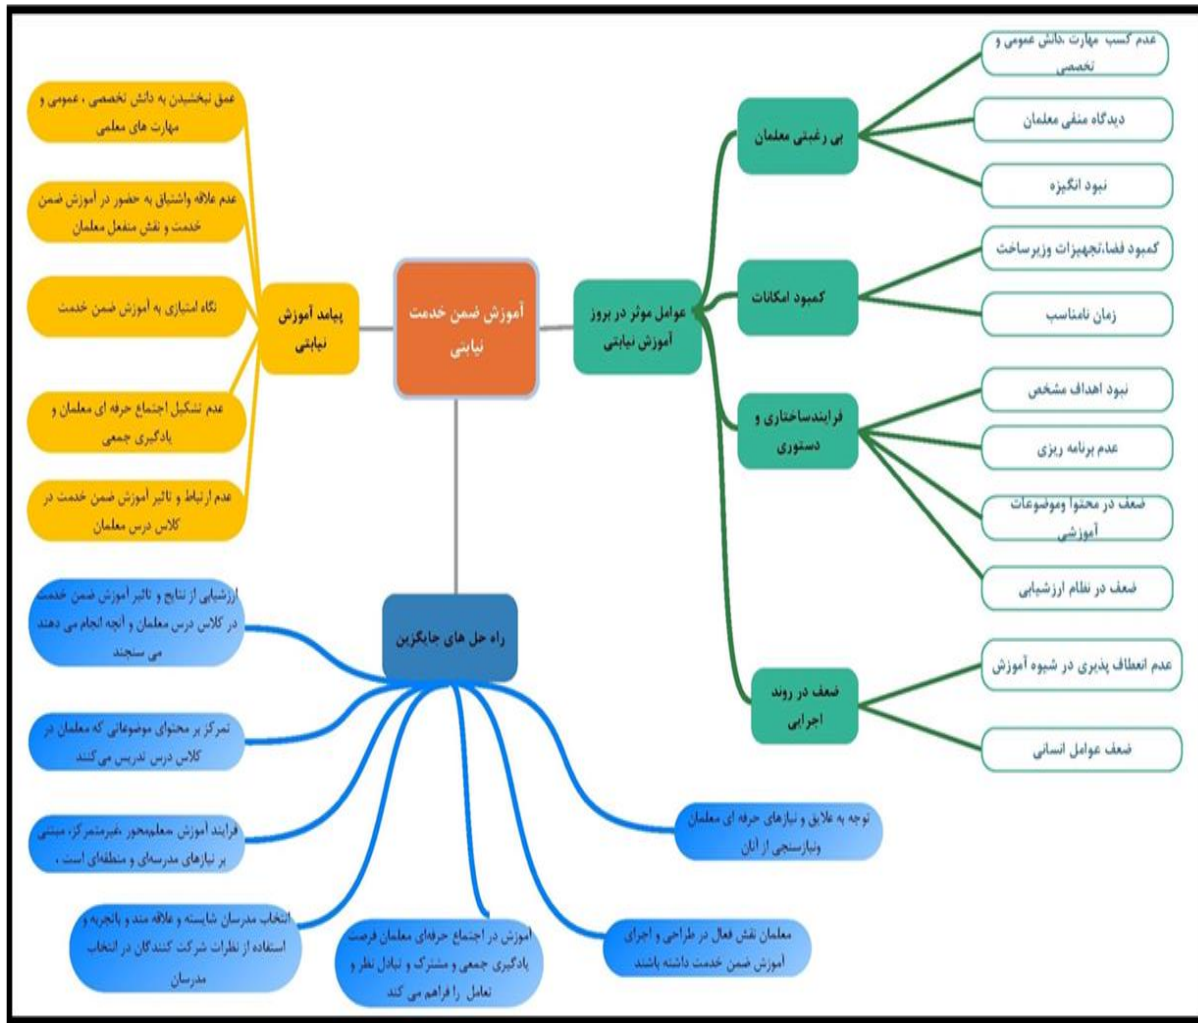 آموزش ضمن خدمت
نیابتی
عوامل موثر در بروز
آموزش نیابتی
بی رغبتی معلمان
عدم کسب مهارت ،دانش عمومی و
تخصصی
دیدگاه منفی معلمان
نبود انگیزه
کمبود امکانات
کمبود فضا،تجهیزات وزیرساخت
زمان نامناسب
فرایندساختاری و
دستوری
نبود اهداف مشخص
عدم برنامه ریزی
ضعف در محتوا وموضوعات
آموزشی
ضعف در نظام ارزشیابی
ضعف در روند
اجرایی
عدم انعطاف پذیری در شیوه آموزش
ضعف عوامل انسانی
پیامد آموزش
نیابتی
عمق نبخشیدن به دانش تخصصی ، عمومی و
مهارت های معلمی
عدم علاقه واشتیاق به حضور در آموزش ضمن
خدمت و نقش منفعل معلمان
نگاه امتیازی به آموزش ضمن خدمت
عدم تشکیل اجتماع حرفه ای معلمان و
یادگیری جمعی
عدم ارتباط و تاثیر آموزش ضمن خدمت در
کلاس درس معلمان
راه حل های جایگزین
ارزشیابی از نتایج و تاثیر آموزش ضمن خدمت
در کلاس درس معلمان و آنچه انجام می دهند
می سنجند
تمرکز بر محتوای موضوعاتی که معلمان در
کلاس درس تدریس می‌کنند
فرایند آموزش ،معلم‌محور ،غیرمتمرکز، مبتنی
بر نیازهای مدرسه‌ای و منطقه‌ای است ،
انتخاب مدرسان شایسته و علاقه مند و باتجربه و
استفاده از نظرات شرکت کنندگان در انتخاب
مدرسان
آموزش در اجتماع حرفه‌ای معلمان فرصت
یادگیری جمعی و مشترک و تبادل نظر و
تعامل را فراهم می کند
معلمان نقش فعال در طراحی و اجرای
آموزش ضمن خدمت داشته باشند
توجه به علایق و نیازهای حرفه ای معلمان
ونیازسنجی از آنان